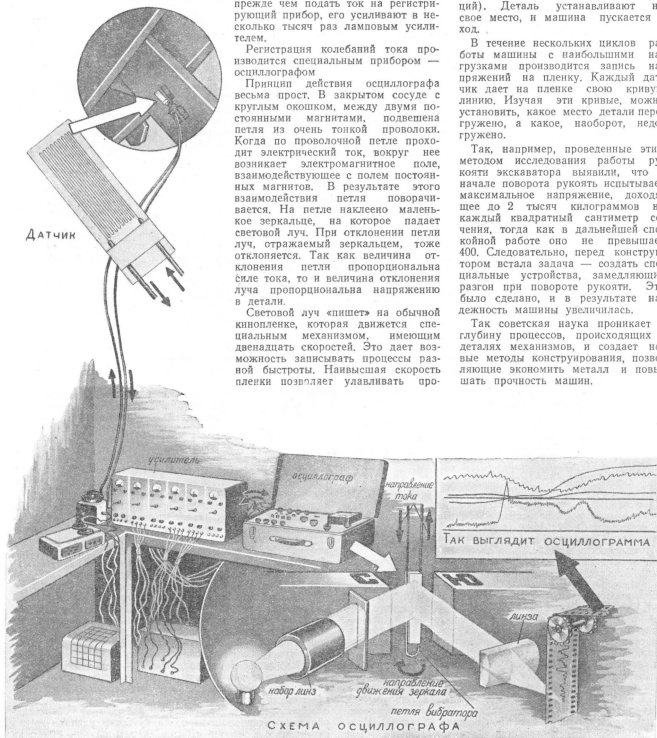 прежде чем подать ток на регистри-
рующий прибор, его усиливают в не-
сколько тысяч раз ламповым усили-
телем.
Регистрация колебаний тока про-
изводится специальным прибором —
осциллографом
Принцип действия осциллографа
весьма прост. В закрытом сосуде с
круглым окошком, между двумя по-
стоянными магнитами, подвешена
петля из очень тонкой проволоки.
Когда по проволочной петле прохо-
дит электрический ток, вокруг нее
возникает электромагнитное поле,
взаимодействующее с полем постоян-
ных магнитов. В результате этого
взаимодействия петля поворачи-
вается. На петле наклеено малень-
кое зеркальце, на которое падает
световой луч. При отклонении петли
луч, отражаемый зеркальцем, тоже
отклоняется. Так как величина от-
клонения петли пропорциональна
силе тока, то и величина отклонения
луча пропорциональна напряжению
в детали.
Световой луч «пишет» на обычной
кинопленке, которая движется спе-
циальным механизмом, имеющим
двенадцать скоростей. Это дает воз-
можность записывать процессы раз-
ной быстроты. Наивысшая скорость
пленки позволяет улавливать про-
ций). Деталь устанавливают н
свое место, и машина пускается
ход.
В течение нескольких циклов ра
боты машины с наибольшими на
грузками производится запись на
пряжений на пленку. Каждый дат
чик дает на пленке свою криву
линию. Изучая эти кривые, можн
установить, какое место детали пере
гружено, а какое, наоборот, недо
гружено.
Так, например, проведенные эти
методом исследования работы ру
кояти экскаватора выявили, что
начале поворота рукоять испытывае
максимальное напряжение, доходя
щее до 2 тысяч килограммов н
каждый квадратный сантиметр се
чения, тогда как в дальнейшей спо
койной работе оно не превышае
400. Следовательно, перед конструк
тором встала задача — создать спе
циальные устройства, замедляющи
разгон при повороте рукояти. Эт
было сделано, и в результате на
дежность машины увеличилась.
Так советская наука проникает
глубину процессов, происходящих
деталях механизмов, и создает но
вые методы конструирования, позво
ляющие экономить металл и повы
шать прочность машин.
Датчик
усилитель
осциллограф
направление
тока
Так выглядит осциллограмма
С
Ю
линза
набор линз
направление
движения зеркала
петля вибратора
Схема осциллографа